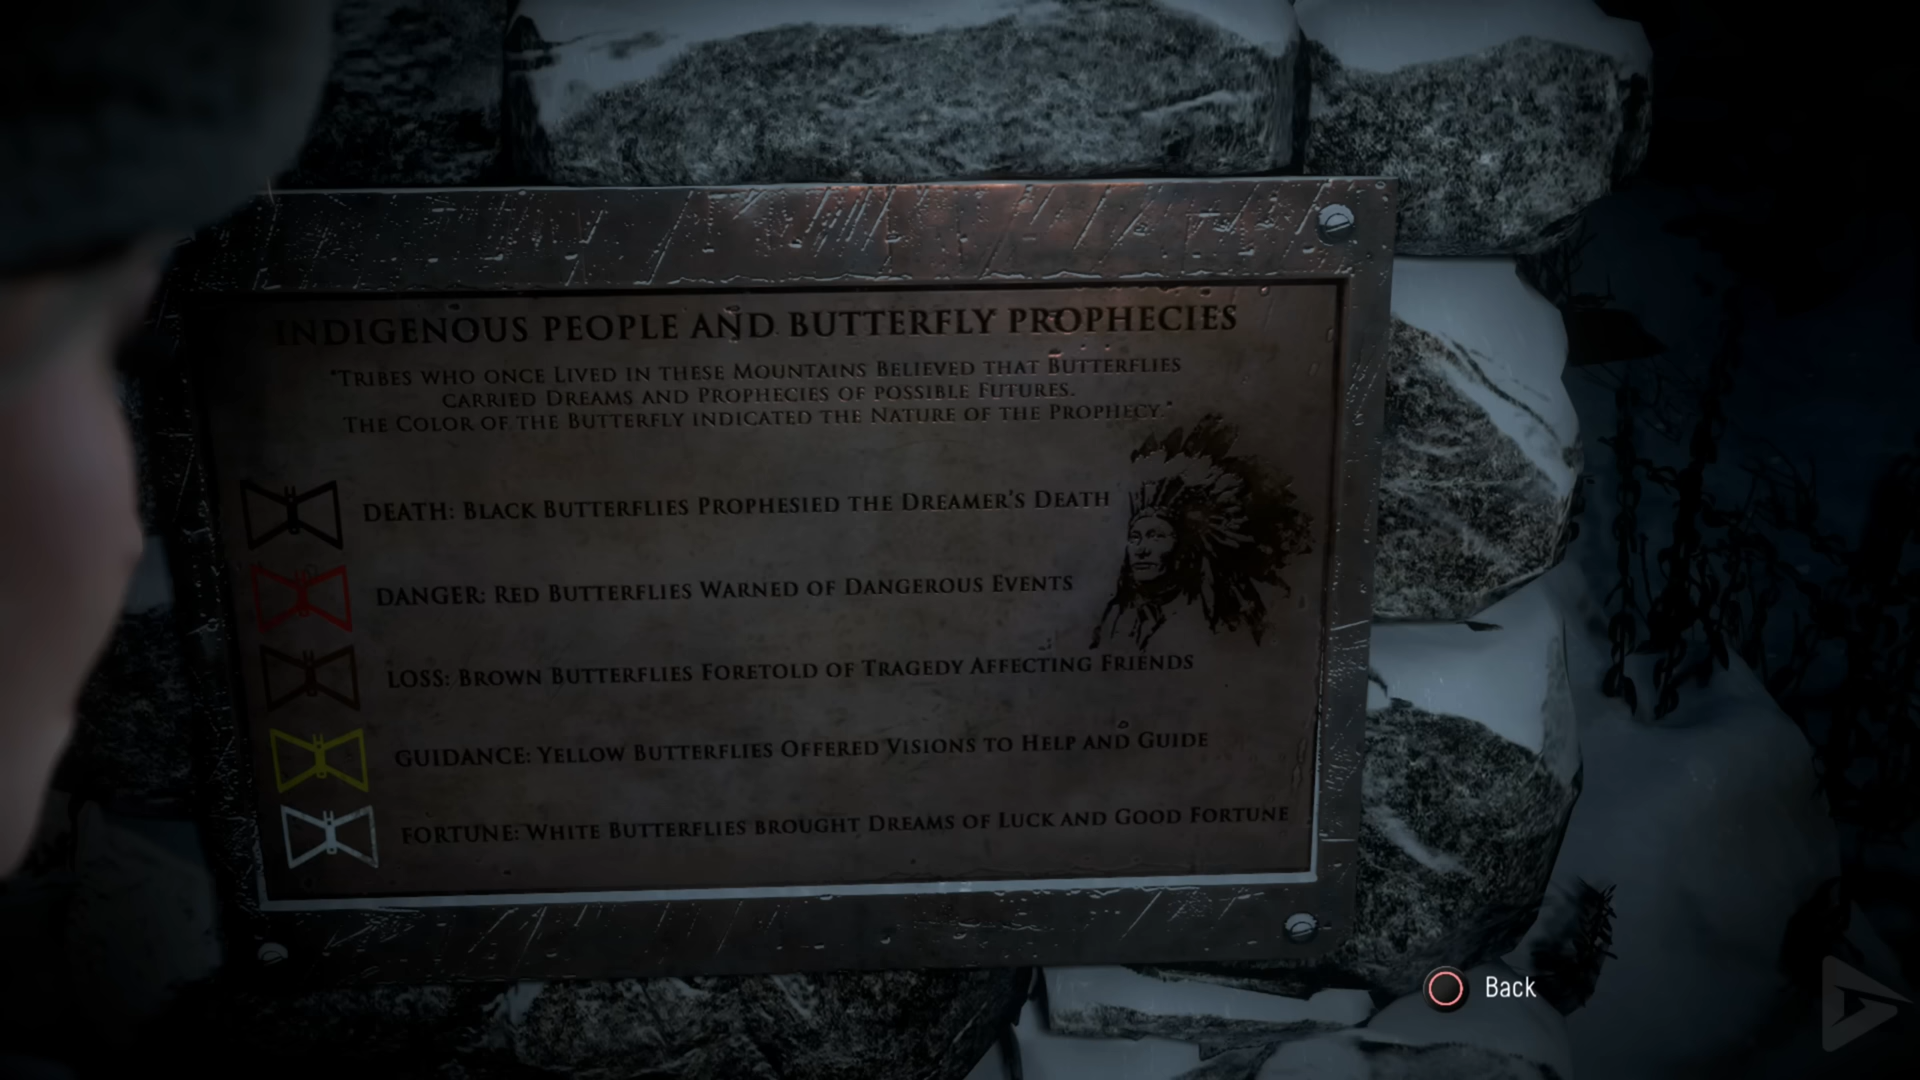 INDIGENOUS PEOPLE AND BUTTERFLY PROPHECIES
"TRIBES WHO ONCE LIVED IN THESE MOUNTAINS BELIEVED THAT BUTTERFLIES
CARRIED DREAMS AND PROPHECIES OF POSSIBLE FUTURES.
THE COLOR OF THE BUTTERFLY INDICATED THE NATURE OF THE PROPHECY."
DEATH: BLACK BUTTERFLIES PROPHESIED THE DREAMER'S DEATH
DANGER: RED BUTTERFLIES WARNED OF DANGEROUS EVENTS
LOSS: BROWN BUTTERFLIES FORETOLD OF TRAGEDY AFFECTING FRIENDS
GUIDANCE: YELLOW BUTTERFLIES OFFERED VISIONS TO HELP AND GUIDE
FORTUNE: WHITE BUTTERFLIES BROUGHT DREAMS OF LUCK AND GOOD FORTUNE
Back